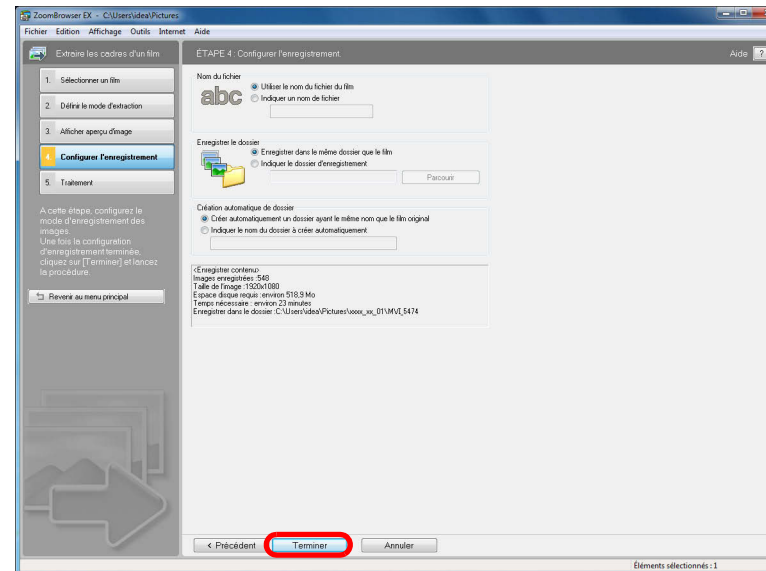 ZoomBrowser EX - C:\Users\idea\Pictures
Fichier Edition Affichage Outils Internet Aide
Extraire les cadres d'un film
ÉTAPE 4: Configurer l'enregistrement
Aide ?
1. Sélectionner un film
2. Définir le mode d'extraction
3. Afficher aperçu d'image
4. Configurer l'enregistrement
5. Traitement
A cette étape, configurez le
mode d'enregistrement des
images.
Une fois la configuration
d'enregistrement terminée,
cliquez sur [Terminer] et lancez
la procédure.
Revenir au menu principal
Nom du fichier
abc
Utiliser le nom du fichier du film
Indiquer un nom de fichier
Enregistrer le dossier
Enregistrer dans le même dossier que le film
Indiquer le dossier d'enregistrement
Parcourir
Création automatique de dossier
Créer automatiquement un dossier ayant le même nom que le film original
Indiquer le nom du dossier à créer automatiquement
<Enregistrer contenu>
Images enregistrées :548
Taille de l'image :1920x1080
Espace disque requis :environ 518,9 Mo
Temps nécessaire : environ 23 minutes
Enregistrer dans le dossier :C:\Users\idea\Pictures\xxxx_xx_01\MVI_5474
< Précédent
Terminer
Annuler
Éléments sélectionnés : 1